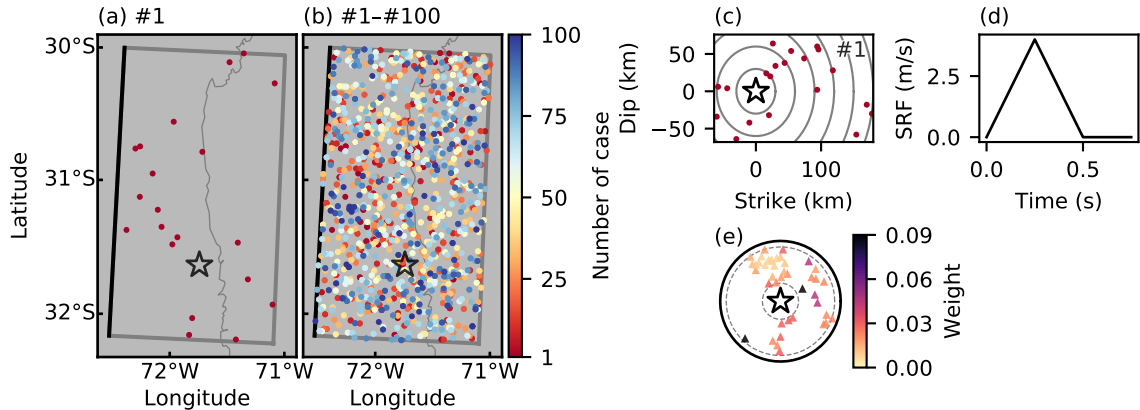 (a) #1
(b) #1–#100
(c)
(d)
30°S
31°S
32°S
Latitude
72°W
71°W
Longitude
72°W
71°W
Longitude
100
75
50
25
1
Number of case
#1
50
0
−50
Dip (km)
0
100
Strike (km)
2.5
0.0
SRF (m/s)
0.0
0.5
Time (s)
(e)
0.09
0.06
0.03
0.00
Weight